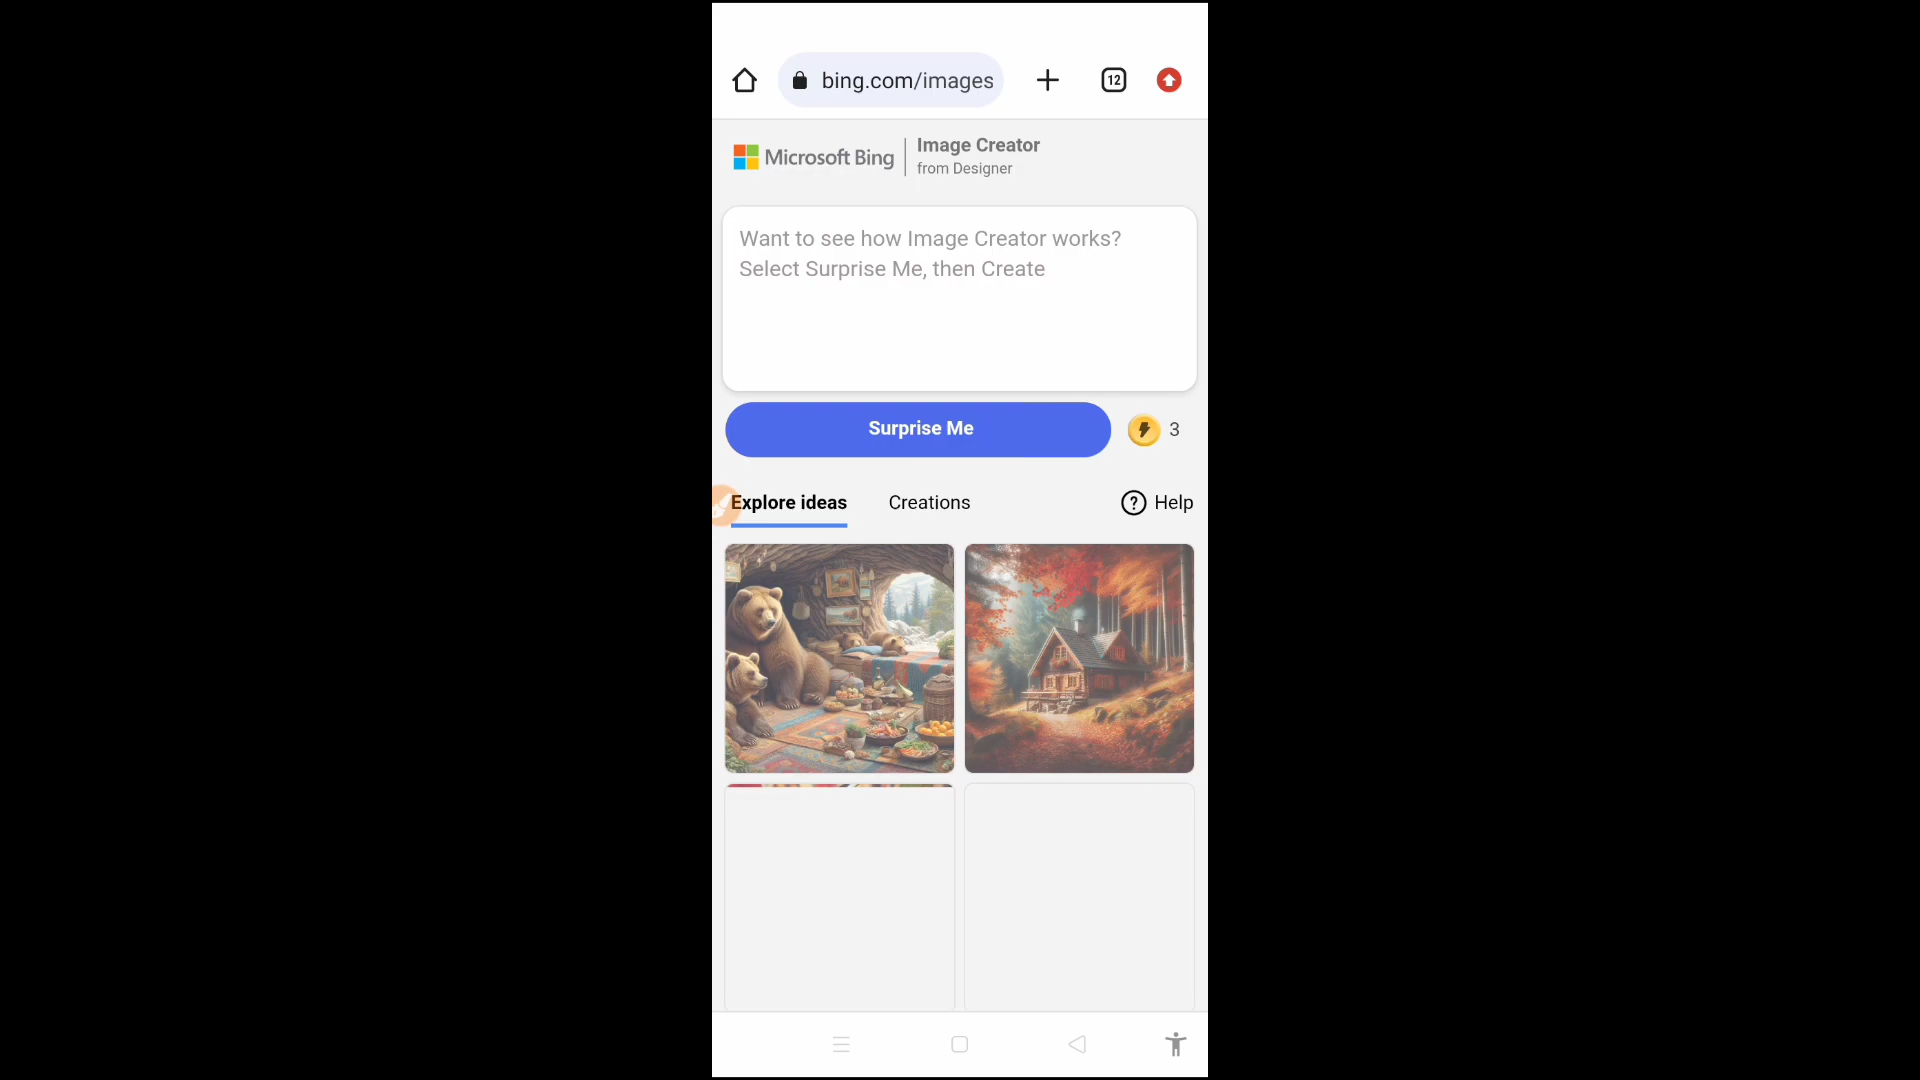 bing.com/images
12
Microsoft Bing
Image Creator
from Designer
Want to see how Image Creator works?
Select Surprise Me, then Create
Surprise Me
3
Explore ideas
Creations
? Help